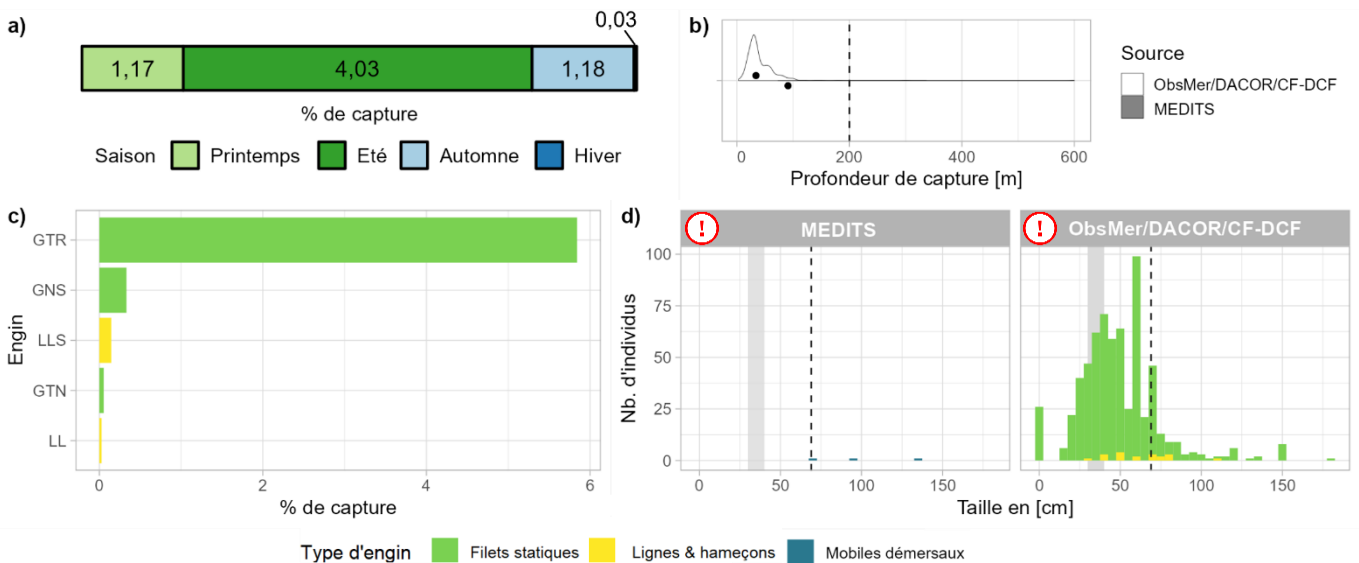 a)
0,03
1,17
4,03
1,18
% de capture
Saison
Printemps
Eté
Automne
Hiver
b)
0
200
400
600
Profondeur de capture [m]
Source
ObsMer/DACOR/CF-DCF
MEDITS
c)
Engin
GTR
GNS
LLS
GTN
LL
0
2
4
6
% de capture
d)
!
MEDITS
!
ObsMer/DACOR/CF-DCF
Nb. d'individus
100
75
50
25
0
0
50
100
150
0
50
100
150
Taille en [cm]
Type d'engin
Filets statiques
Lignes & hameçons
Mobiles démersaux